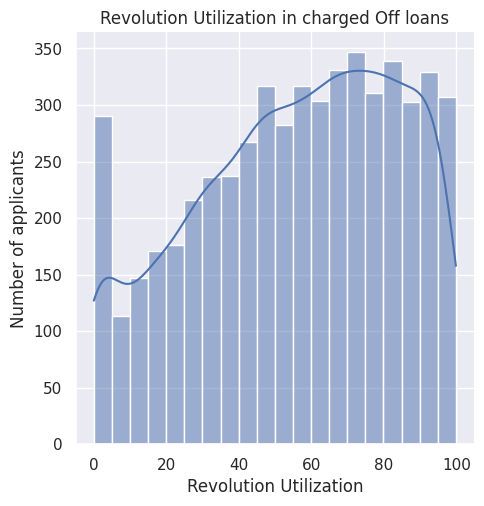 Revolution Utilization in charged Off loans
350
300
250
200
150
100
50
0
Number of applicants
0 20 40 60 80 100
Revolution Utilization